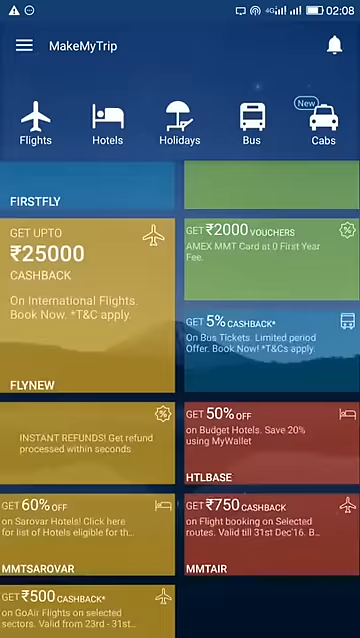 4G
02:08
MakeMyTrip
New
Flights
Hotels
Holidays
Bus
Cabs
FIRSTFLY
GET UPTO
₹25000
CASHBACK
On International Flights.
Book Now. *T&C apply.
FLYNEW
GET ₹2000 VOUCHERS
AMEX MMT Card at 0 First Year
Fee.
GET 5% CASHBACK*
On Bus Tickets. Limited period
Offer. Book Now! *T&Cs apply.
INSTANT REFUNDS! Get refund
processed within seconds
GET 50% OFF
on Budget Hotels. Save 20%
using MyWallet
HTLBASE
GET 60% OFF
on Sarovar Hotels! Click here
for list of Hotels eligible for th...
MMTSAROVAR
GET ₹750 CASHBACK
on Flight booking on Selected
routes. Valid till 31st Dec'16. B...
MMTAIR
GET ₹500 CASHBACK*
on GoAir Flights on selected
sectors. Valid from 23rd - 31st...